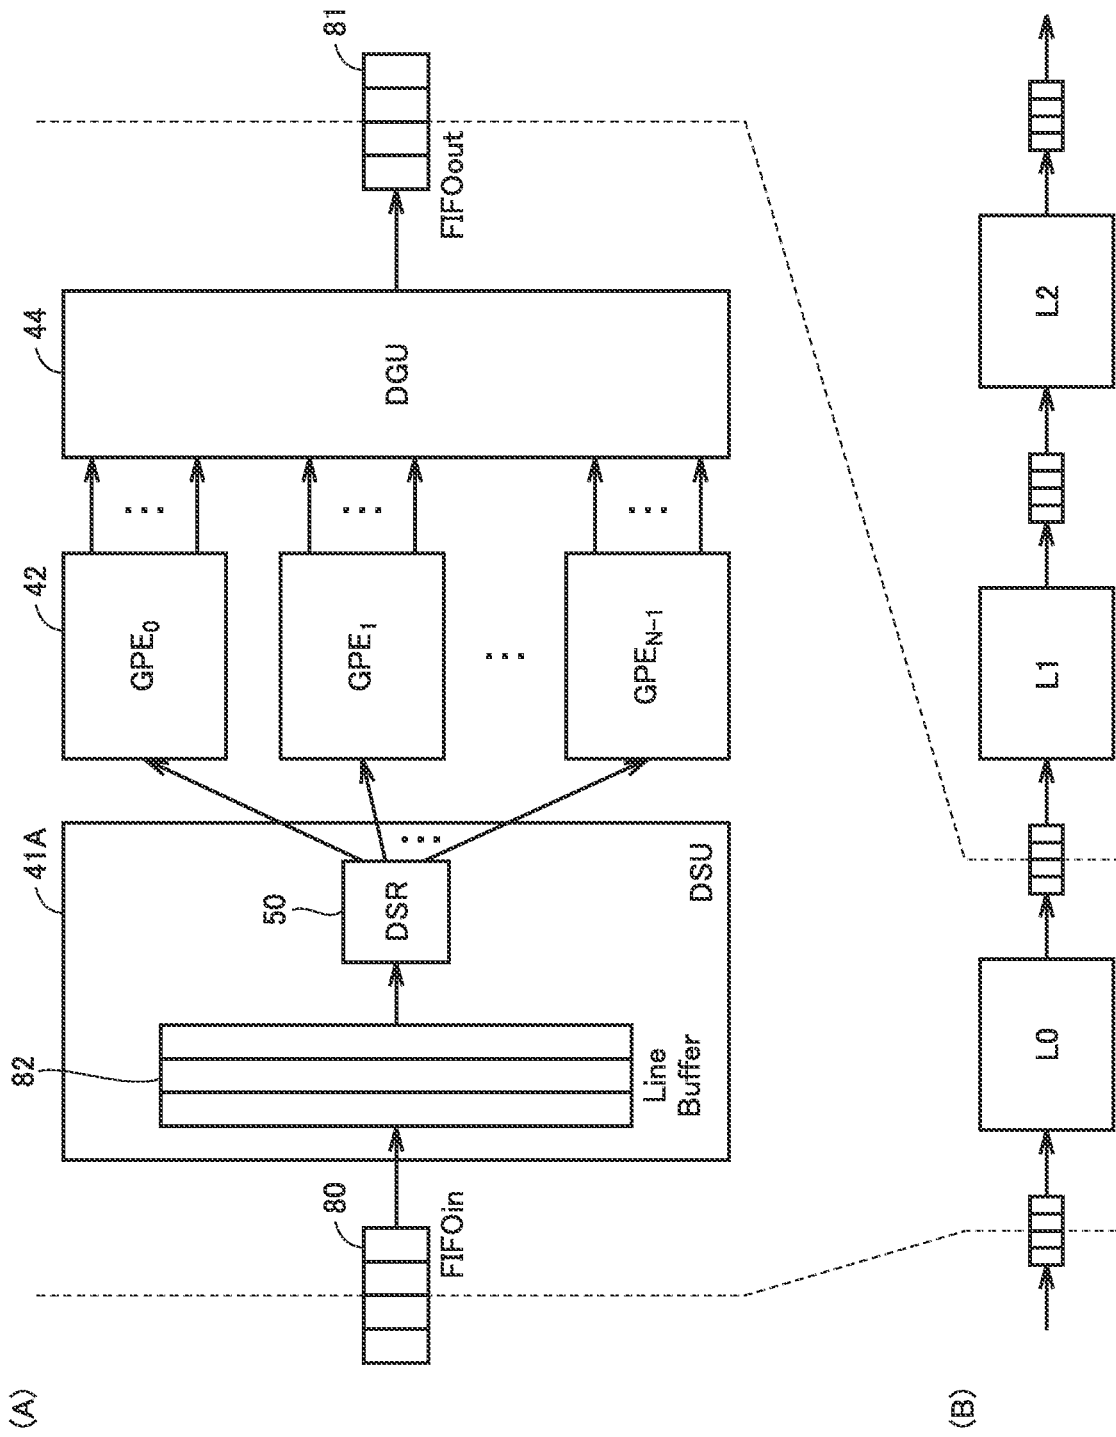 (A)
80
FIFOin
82
Line
Buffer
41A
50
DSR
...
DSU
42
GPE0
GPE1
...
GPEN-1
...
...
...
44
DGU
81
FIFOout
(B)
L0
L1
L2